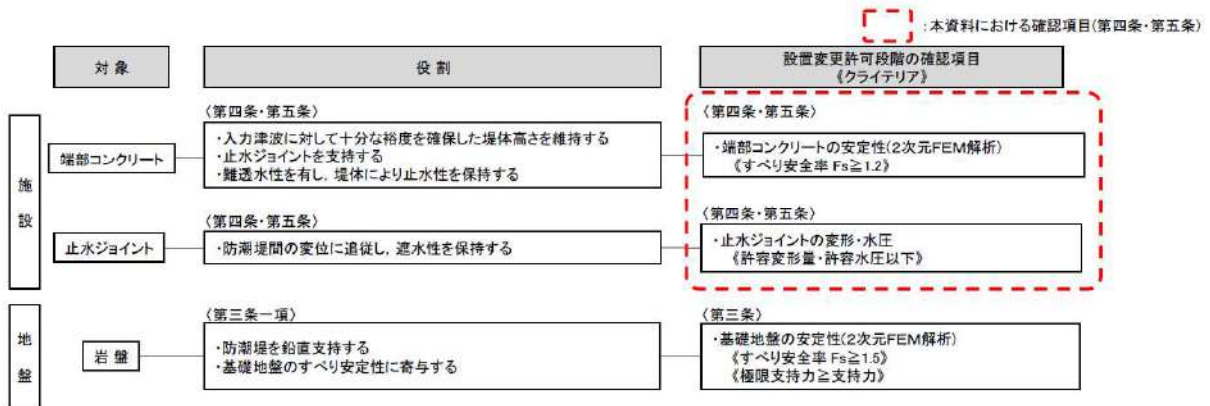 ：本資料における確認項目(第四条・第五条)
対 象
役割
設置変更許可段階の確認項目
《クライテリア》
施設
端部コンクリート
〈第四条・第五条〉
・入力津波に対して十分な裕度を確保した堤体高さを維持する
・止水ジョイントを支持する
・難透水性を有し，堤体により止水性を保持する
〈第四条・第五条〉
・端部コンクリートの安定性(2次元FEM解析)
《すべり安全率 Fs≧1.2》
止水ジョイント
〈第四条・第五条〉
・防潮堤間の変位に追従し，遮水性を保持する
〈第四条・第五条〉
・止水ジョイントの変形・水圧
《許容変形量・許容水圧以下》
地盤
岩 盤
〈第三条一項〉
・防潮堤を鉛直支持する
・基礎地盤のすべり安定性に寄与する
〈第三条〉
・基礎地盤の安定性(2次元FEM解析)
《すべり安全率 Fs≧1.5》
《極限支持力≧支持力》